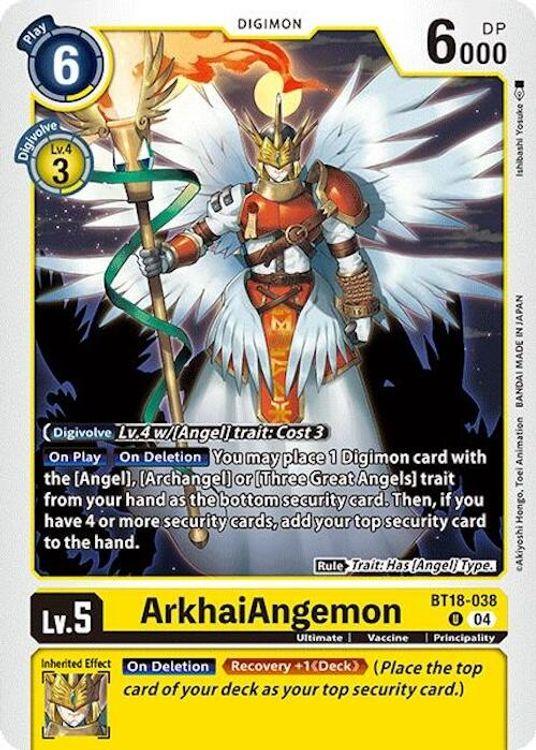 DIGIMON
Play
6
DP
6000
Digivolve
Lv.4
3
Ishibashi Yosuke
©Akiyoshi Hongo, Toei Animation BANDAI MADE IN JAPAN
Digivolve Lv.4 w/[Angel] trait: Cost 3
On Play On Deletion You may place 1 Digimon card with
the [Angel], [Archangel] or [Three Great Angels] trait
from your hand as the bottom security card. Then, if you
have 4 or more security cards, add your top security card
to the hand.
Rule Trait: Has [Angel] Type.
Lv.5
ArkhaiAngemon
BT18-038
U 04
Ultimate | Vaccine | Principality
Inherited Effect
On Deletion Recovery +1《Deck》 (Place the top
card of your deck as your top security card.)